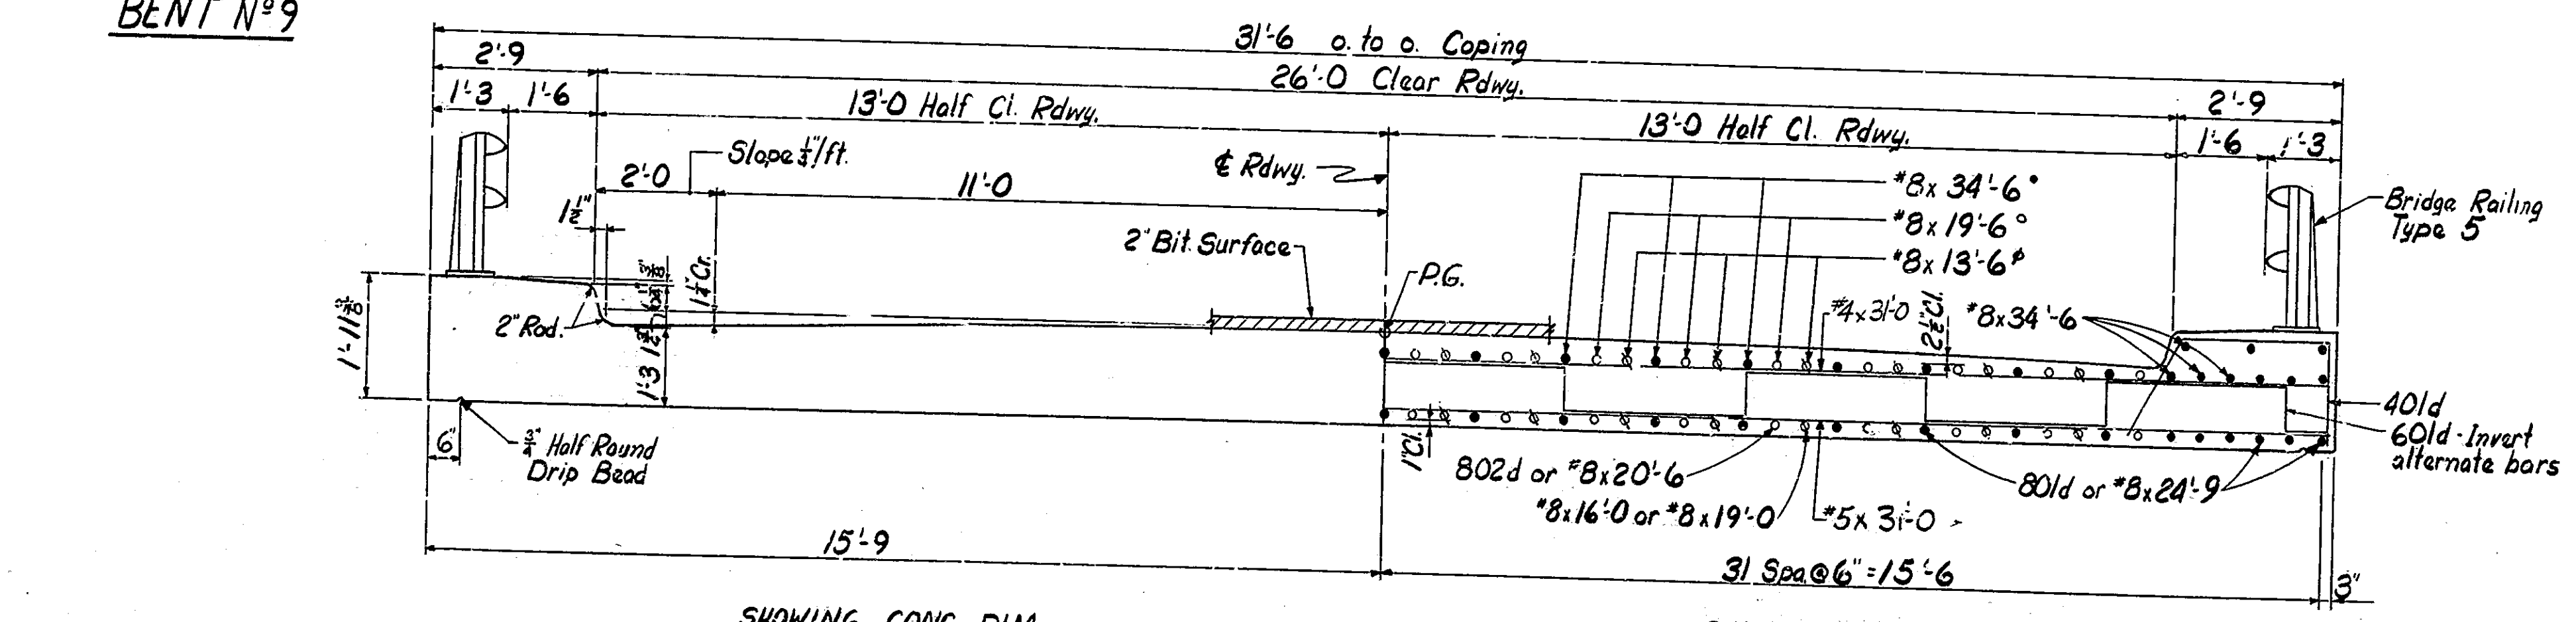 BENT Nº 9
31'-6 o. to o. Coping
2'-9
26'-0 Clear Rdwy.
2'-9
1'-3
1'-6
13'-0 Half Cl. Rdwy.
13'-0 Half Cl. Rdwy.
1'-6
1'-3
Slope ¼"/ft.
℄ Rdwy.
2'-0
11'-0
#8x 34'-6
#8x 19'-6
#8x 13'-6
Bridge Railing
Type 5
1½"
2" Bit. Surface
P.G.
1¼" Cr.
#4x31'-0
2½" Cl.
#8x34'-6
2" Rad.
1'-11⅜
1'-3
1¾"
6"
¾" Half Round
Drip Bead
1" Cl.
802d or #8x20'-6
#8x16'-0 or #8x19'-0
#5x 31'-0
801d or #8x24'-9
401d
601d-Invert
alternate bars
15'-9
31 Spa.@6"=15'-6
3"
SHOWING CONC. DIM.